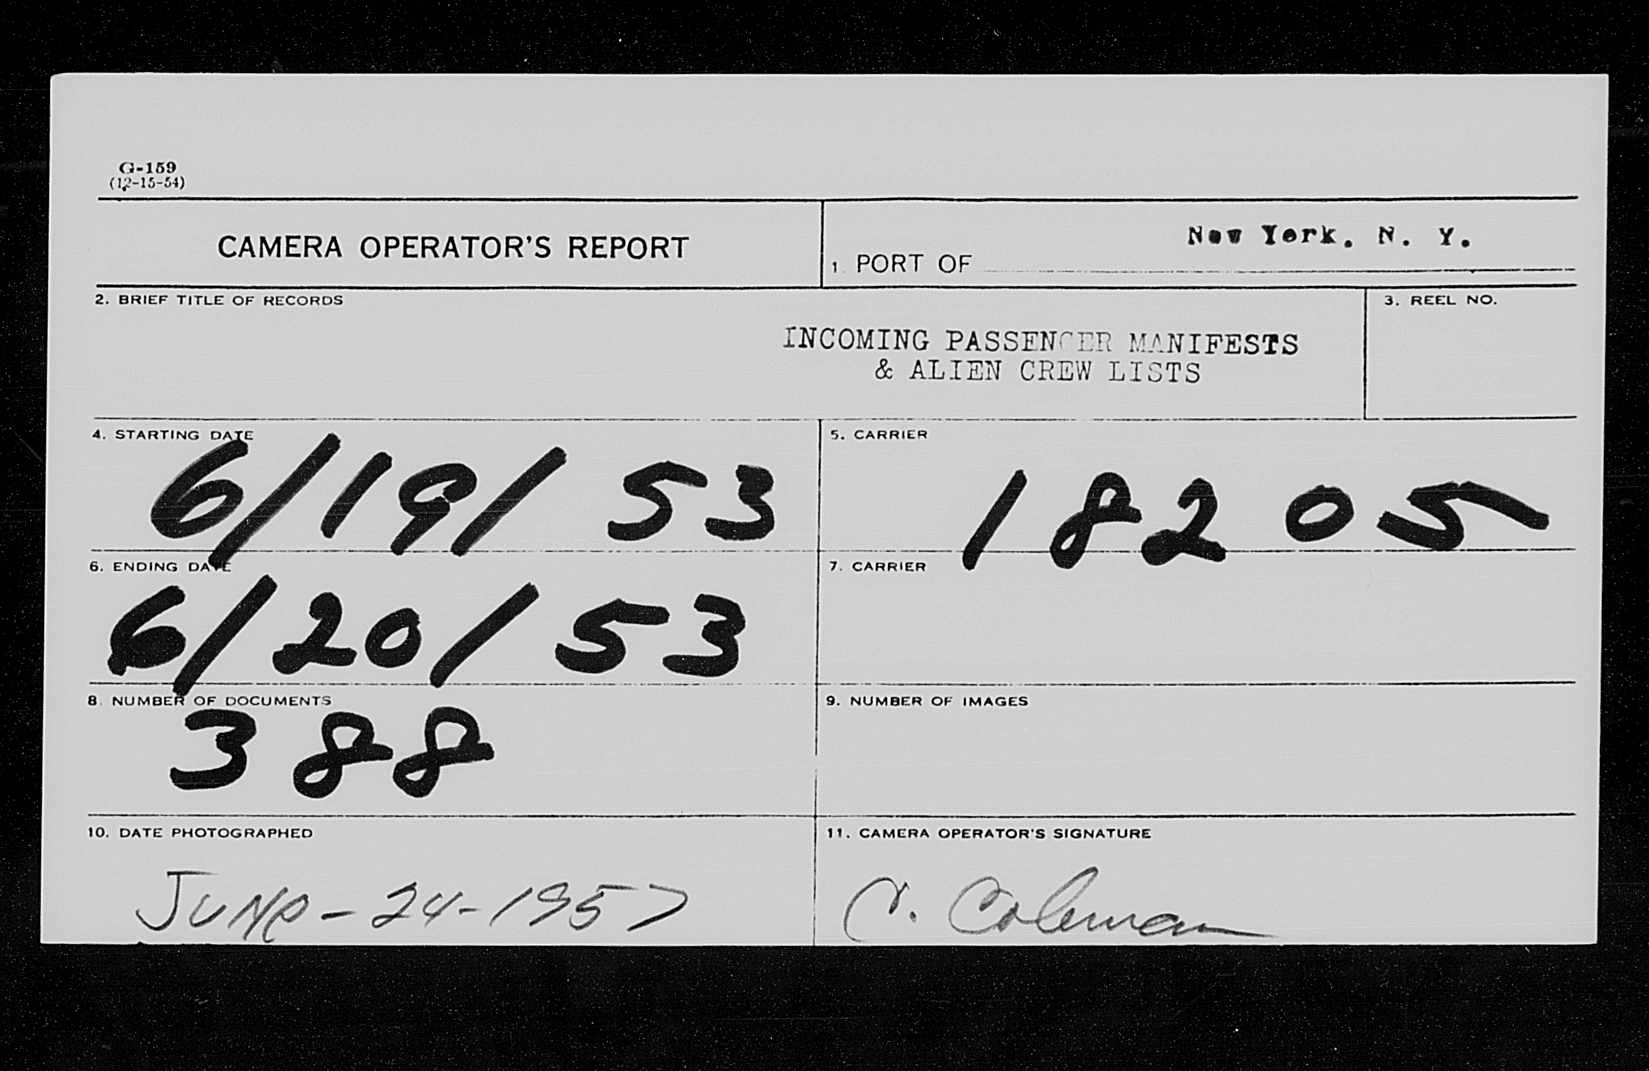 G-159
(12-15-54)
CAMERA OPERATOR'S REPORT
1. PORT OF New York, N. Y.
2. BRIEF TITLE OF RECORDS
INCOMING PASSENGER MANIFESTS
& ALIEN CREW LISTS
3. REEL NO.
4. STARTING DATE
6/19/53
5. CARRIER
18205
6. ENDING DATE
6/20/53
7. CARRIER
8. NUMBER OF DOCUMENTS
388
9. NUMBER OF IMAGES
10. DATE PHOTOGRAPHED
June-24-1957
11. CAMERA OPERATOR'S SIGNATURE
C. Coleman